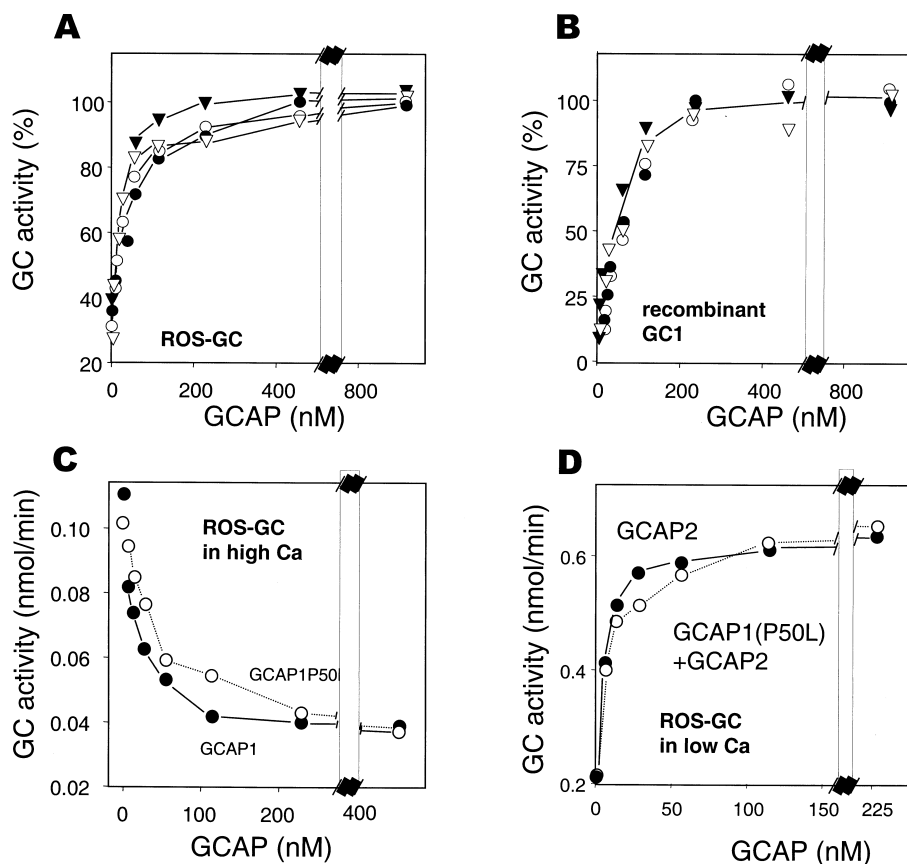 A
GC activity (%)
100
80
60
40
20
ROS-GC
0
200
400
800
GCAP (nM)
B
GC activity (%)
100
75
50
25
0
recombinant
GC1
0
200
400
800
GCAP (nM)
C
GC activity (nmol/min)
0.10
0.08
0.06
0.04
0.02
ROS-GC
in high Ca
GCAP1P50L
GCAP1
0
100
200
400
GCAP (nM)
D
GC activity (nmol/min)
0.6
0.4
0.2
GCAP2
GCAP1(P50L)
+GCAP2
ROS-GC
in low Ca
0
50
100
150
225
GCAP (nM)